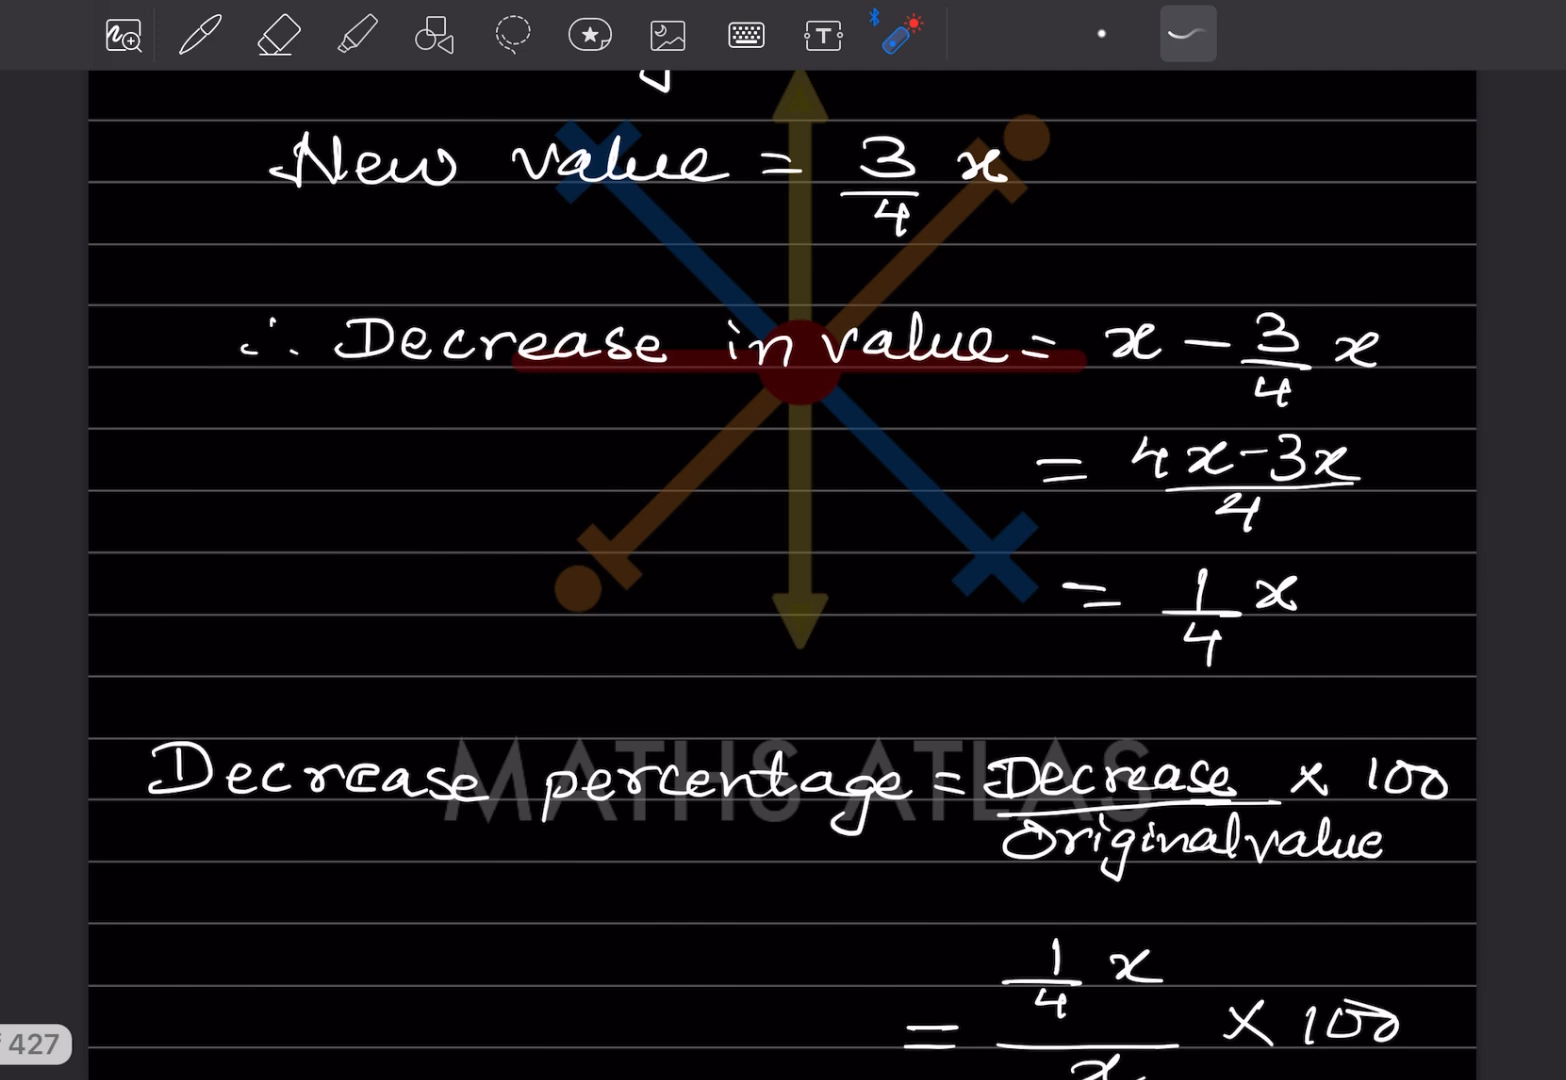 New value = 3/4 x
∴ Decrease in value = x - 3/4 x
= 4x-3x/4
= 1/4 x
MATHS ATLAS
Decrease percentage = Decrease/Original value × 100
= 1/4 x / x × 100
427